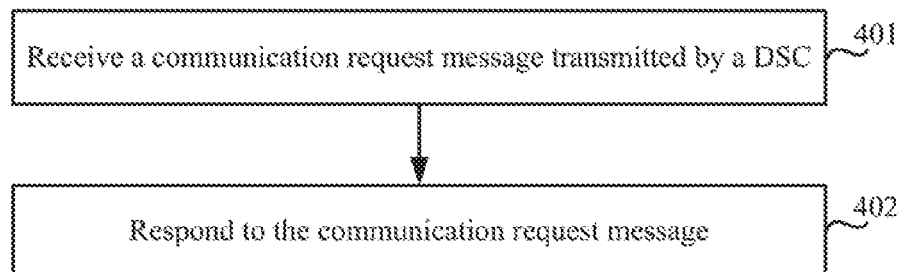 Receive a communication request message transmitted by a DSC
401
Respond to the communication request message
402